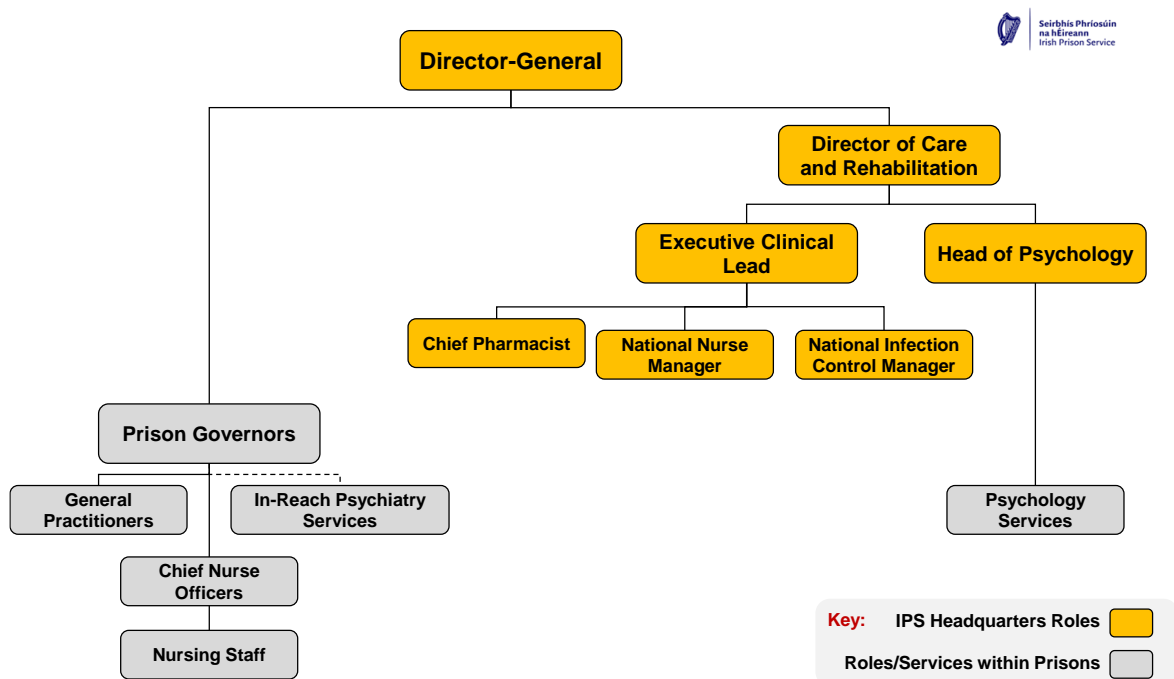 Seirbhís Phríosúin
na hÉireann
Irish Prison Service
Director-General
Director of Care
and Rehabilitation
Executive Clinical
Lead
Head of Psychology
Chief Pharmacist
National Nurse
Manager
National Infection
Control Manager
Prison Governors
General
Practitioners
In-Reach Psychiatry
Services
Psychology
Services
Chief Nurse
Officers
Nursing Staff
Key: IPS Headquarters Roles
Roles/Services within Prisons